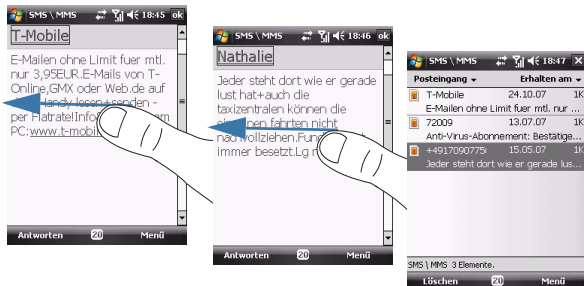 SMS \ MMS 18:45 ok
T-Mobile
E-Mailen ohne Limit fuer mtl.
nur 3,95EUR.E-Mails von T-
Online,GMX oder Web.de auf
lesen+senden -
per Flatrate!Info am
PC:www.t-mobi
Antworten 20 Menü
SMS \ MMS 18:46 ok
Nathalie
Jeder steht dort wie er gerade
lust hat+auch die
taxizentralen können die
fahrten nicht
nachvollziehen.Fun
immer besetzt.Lg
Antworten 20 Menü
SMS \ MMS 18:47
Posteingang Erhalten am
T-Mobile 24.10.07 1K
E-Mailen ohne Limit fuer mtl. nur ...
72009 13.07.07 1K
Anti-Virus-Abonnement: Bestätige...
+4917090775 15.05.07 1K
Jeder steht dort wie er gerade lus...
SMS \ MMS 3 Elemente.
Löschen 20 Menü